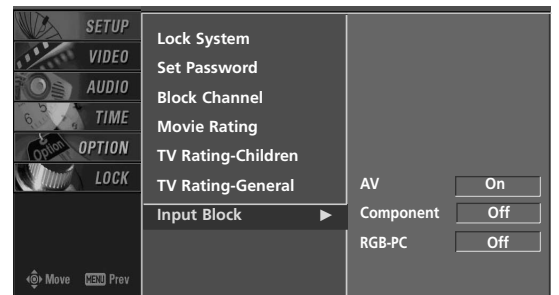 SETUP
VIDEO
AUDIO
TIME
Option OPTION
LOCK
Move MENU Prev
Lock System
Set Password
Block Channel
Movie Rating
TV Rating-Children
TV Rating-General
Input Block ►
AV On
Component Off
RGB-PC Off